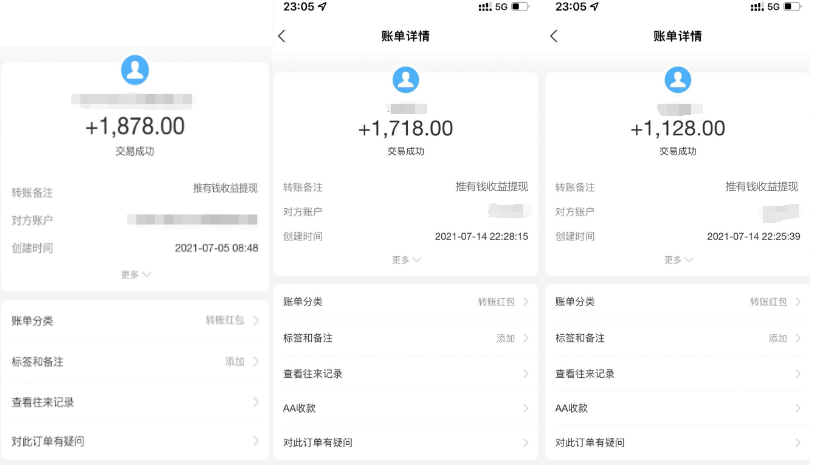 +1,878.00
交易成功
转账备注 推有钱收益提现
对方账户
创建时间 2021-07-05 08:48
更多
账单分类 转账红包
标签和备注 添加
查看往来记录
对此订单有疑问
23:05 5G
账单详情
+1,718.00
交易成功
转账备注 推有钱收益提现
对方账户
创建时间 2021-07-14 22:28:15
更多
账单分类 转账红包
标签和备注 添加
查看往来记录
AA收款
对此订单有疑问
23:05 5G
账单详情
+1,128.00
交易成功
转账备注 推有钱收益提现
对方账户
创建时间 2021-07-14 22:25:39
更多
账单分类 转账红包
标签和备注 添加
查看往来记录
AA收款
对此订单有疑问